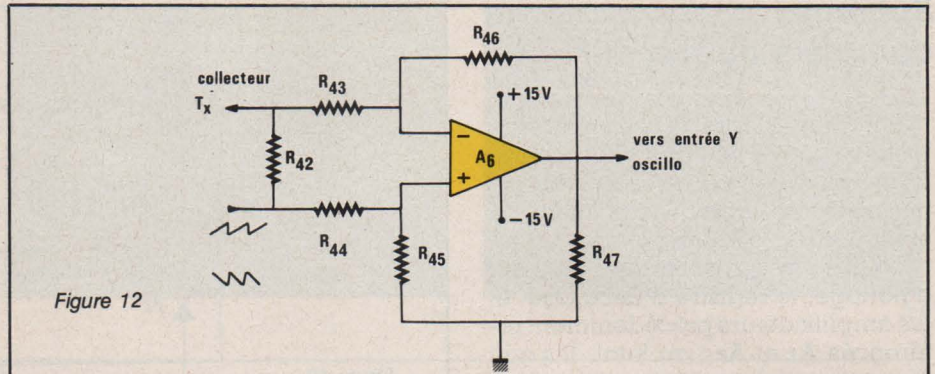 R46
collecteur
R43
Tx
+15V
R42
−
A6
+
vers entrée Y
oscillo
−15V
R44
R45
R47
Figure 12